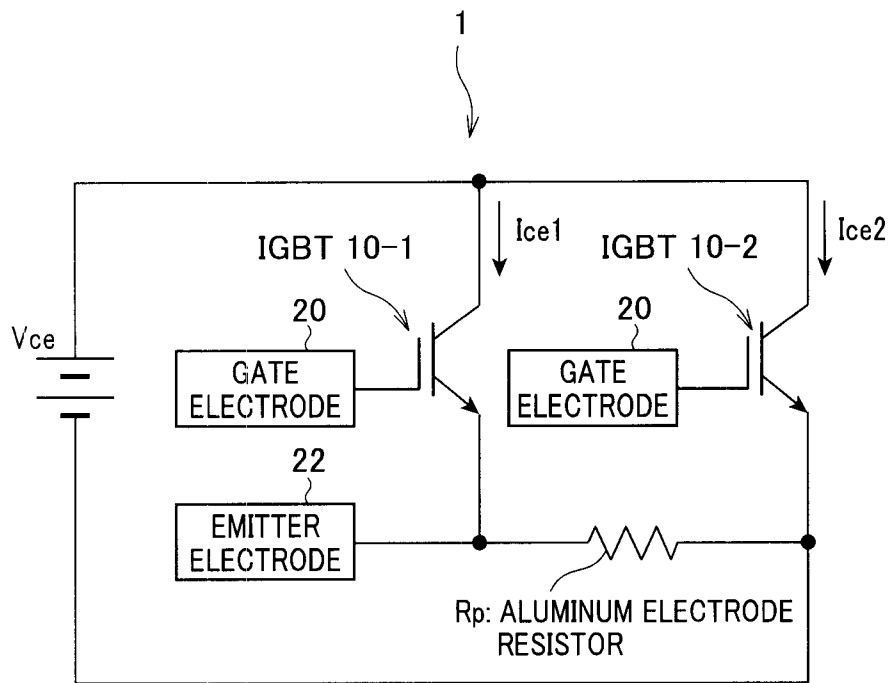 1
Ice1
Ice2
IGBT 10-1
IGBT 10-2
Vce
20
20
GATE
ELECTRODE
GATE
ELECTRODE
22
EMITTER
ELECTRODE
Rp: ALUMINUM ELECTRODE
RESISTOR